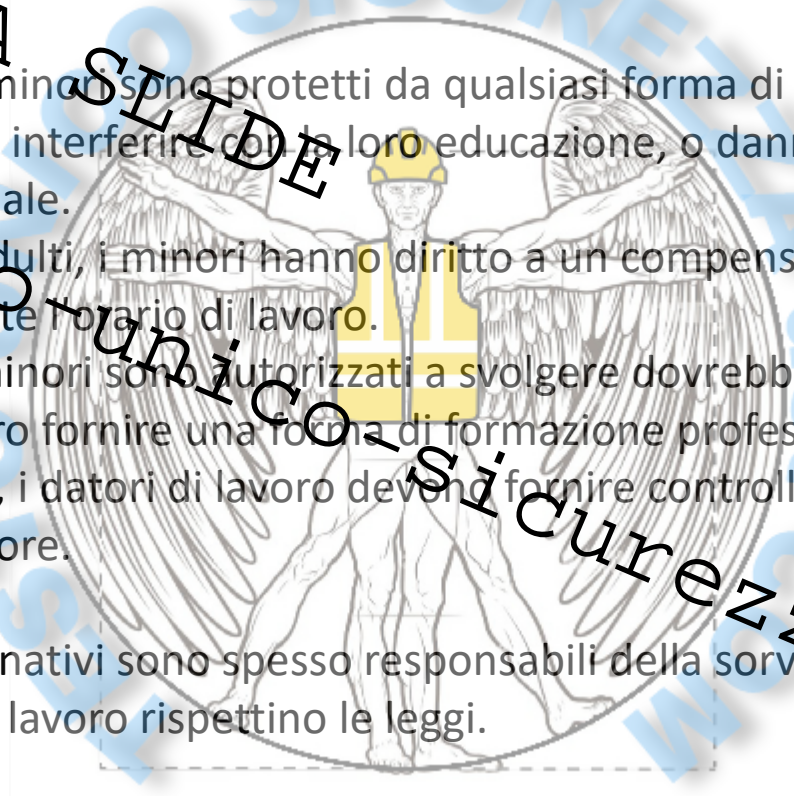 A SLIDE
minori sono protetti da qualsiasi forma di
interferire con la loro educazione, o dann
ale.
dulti, i minori hanno diritto a un compens
te l'orario di lavoro.
minori sono autorizzati a svolgere dovrebb
ro fornire una forma di formazione profes
, i datori di lavoro devono fornire controll
ore.
nativi sono spesso responsabili della sorv
lavoro rispettino le leggi.
o-unico-sicurezz